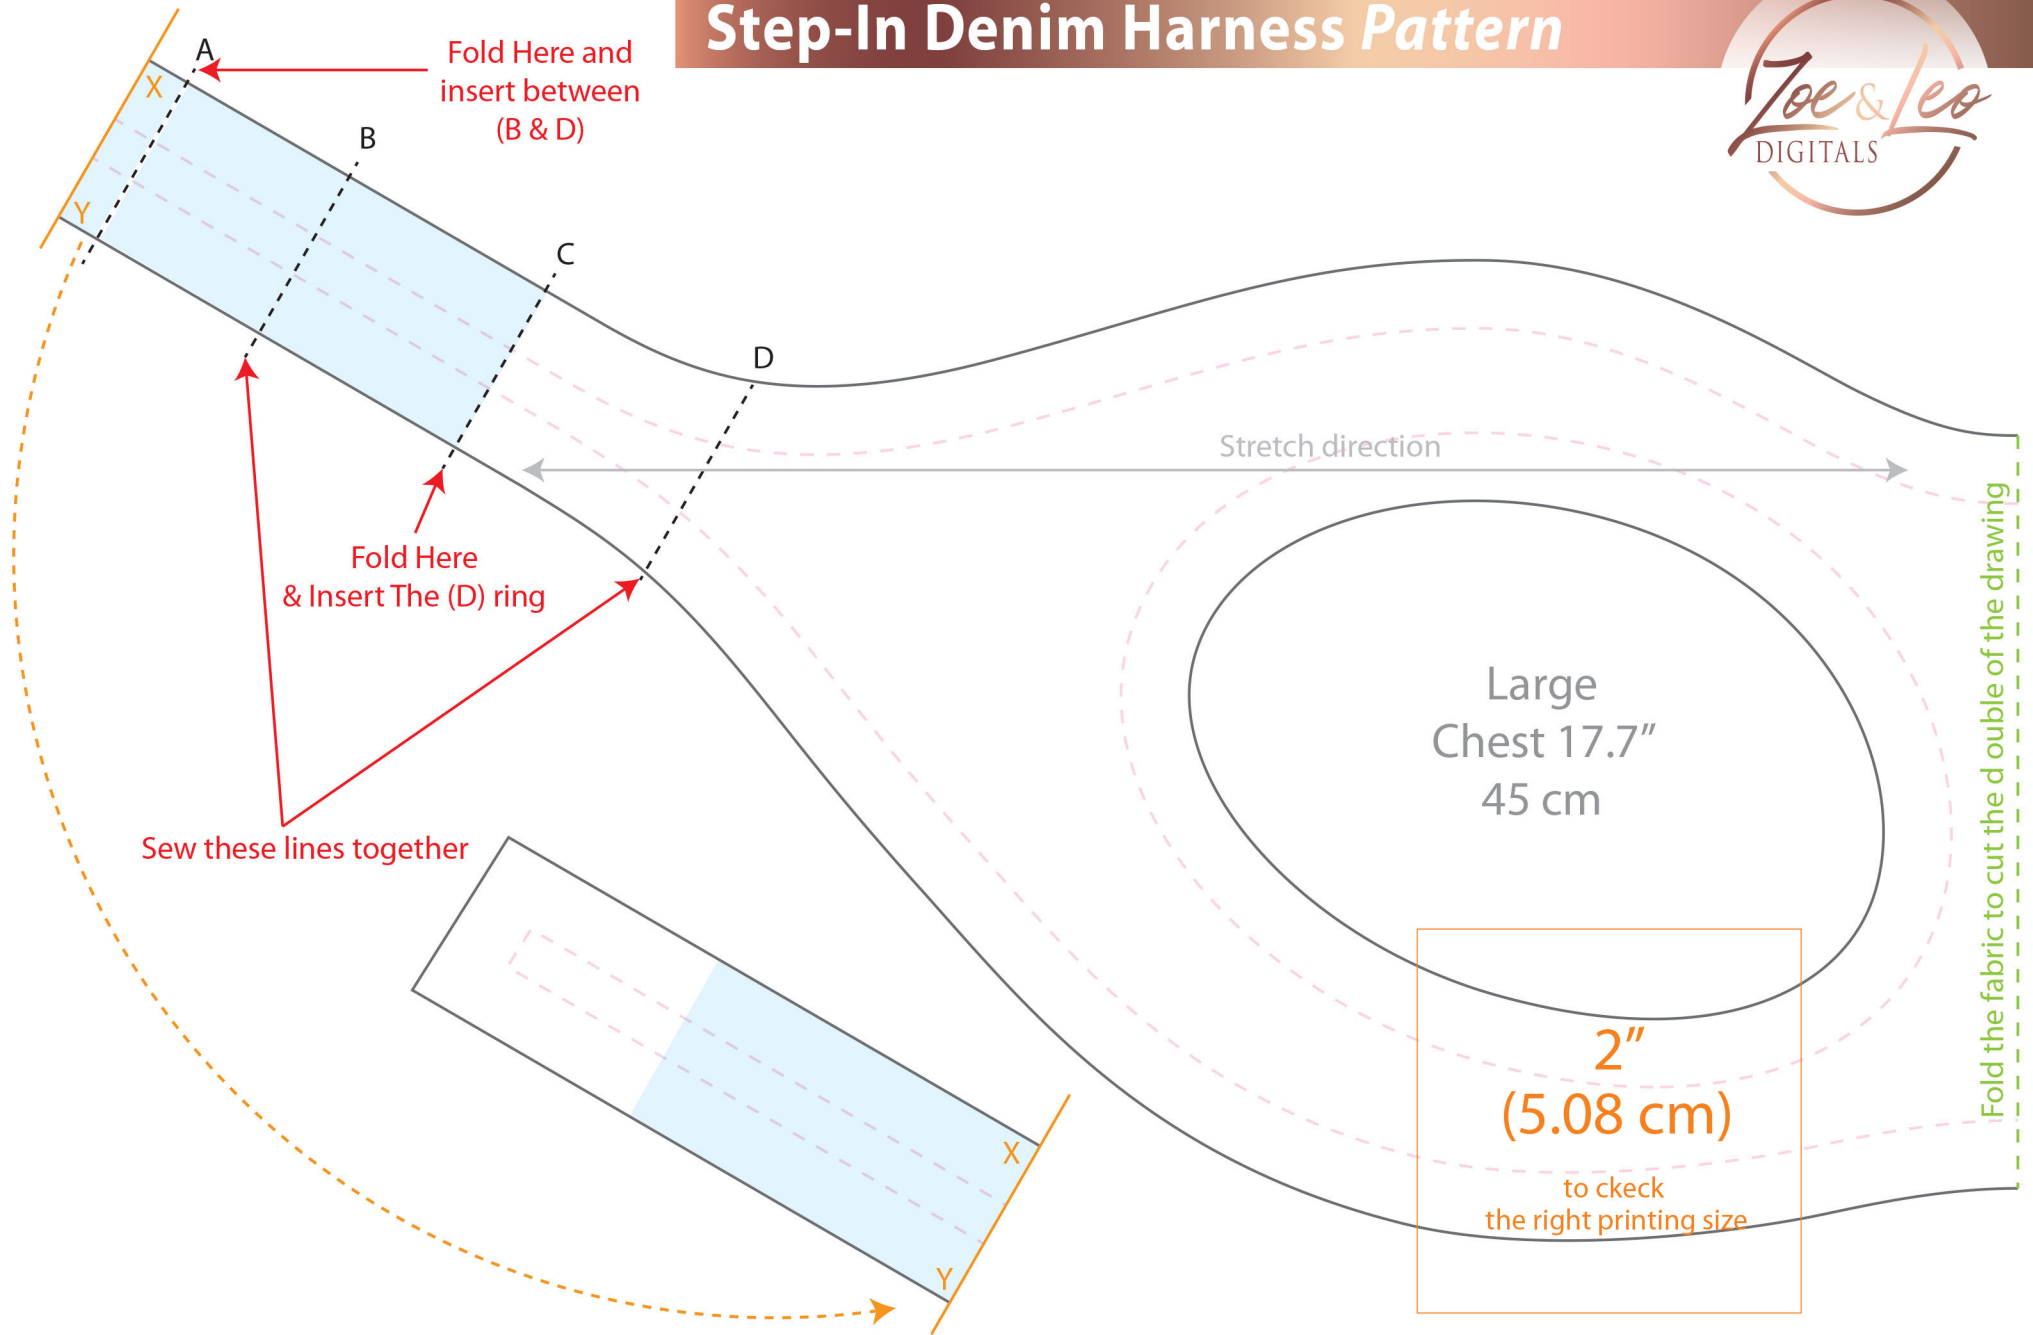 Step-In Denim Harness Pattern
Zoe & Leo
DIGITALS
A
Fold Here and
insert between
(B & D)
X
B
Y
C
D
Stretch direction
Fold Here
& Insert The (D) ring
Sew these lines together
Large
Chest 17.7”
45 cm
Fold the fabric to cut the d ouble of the drawing
2”
(5.08 cm)
to ckeck
the right printing size
X
Y